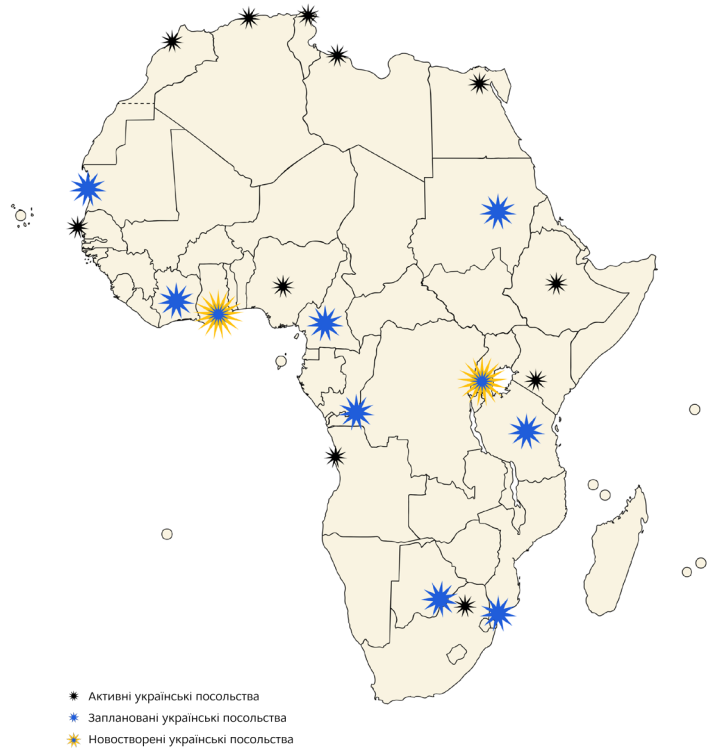 Активні українські посольства
Заплановані українські посольства
Новостворені українські посольства